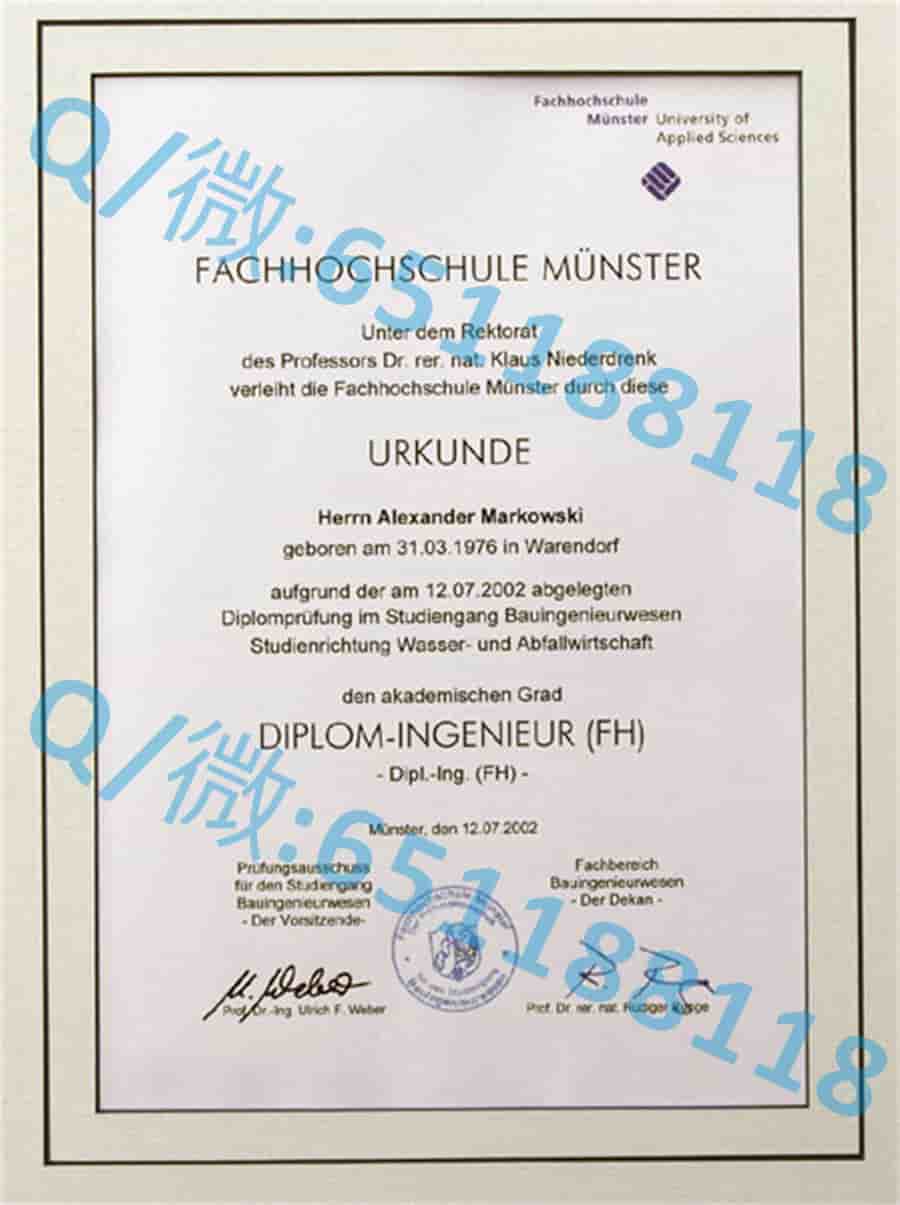 Fachhochschule
Münster University of
Applied Sciences
FACHHOCHSCHULE MÜNSTER
Unter dem Rektorat
des Professors Dr. rer. nat. Klaus Niederdrenk
verleiht die Fachhochschule Münster durch diese
URKUNDE
Herrn Alexander Markowski
geboren am 31.03.1976 in Warendorf
aufgrund der am 12.07.2002 abgelegten
Diplomprüfung im Studiengang Bauingenieurwesen
Studienrichtung Wasser- und Abfallwirtschaft
den akademischen Grad
DIPLOM-INGENIEUR (FH)
- Dipl.-Ing. (FH) -
Münster, den 12.07.2002
Prüfungsausschuss
für den Studiengang
Bauingenieurwesen
- Der Vorsitzende-
Fachbereich
Bauingenieurwesen
- Der Dekan -
Prof. Dr.-Ing. Ulrich F. Weber
Prof. Dr. rer. nat. Rüdiger
Q/微:651188118
Q/微:651188118